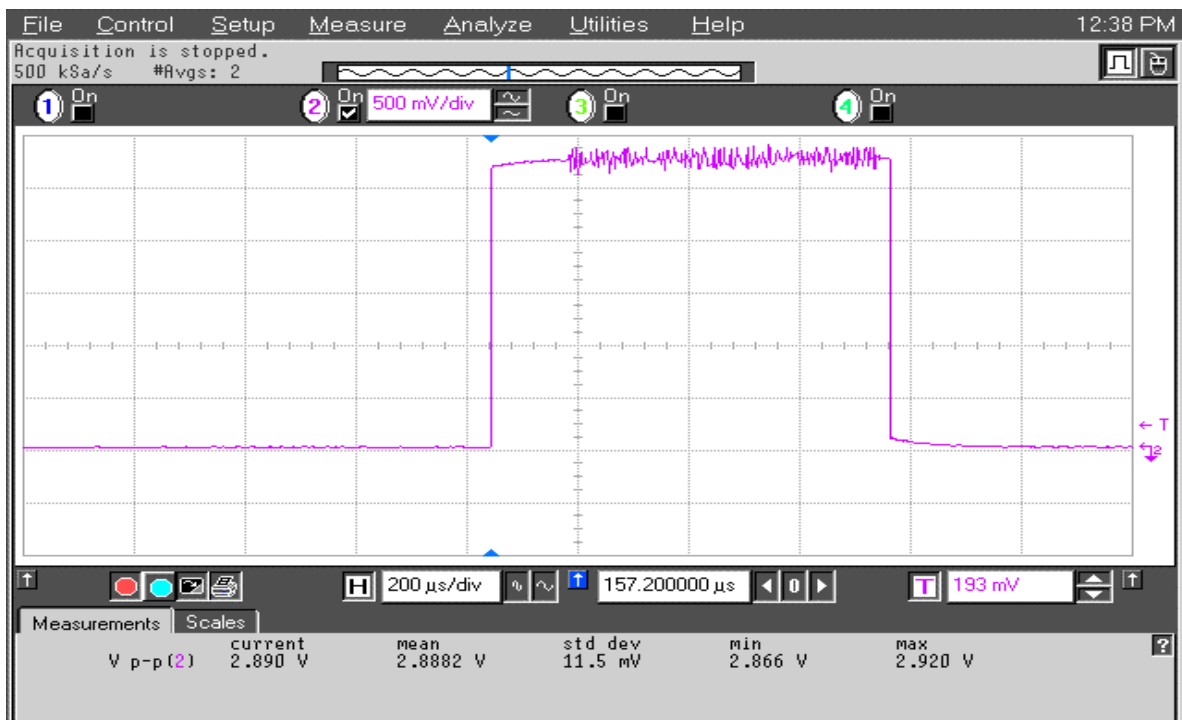 File Control Setup Measure Analyze Utilities Help 12:38 PM
Acquisition is stopped.
500 kSa/s #Avgs: 2
1 On 2 On 500 mV/div 3 On 4 On
T
2
H 200 µs/div 157.200000 µs 0 T 193 mV
Measurements Scales
current mean std dev min max ?
V p-p(2) 2.890 V 2.8882 V 11.5 mV 2.866 V 2.920 V